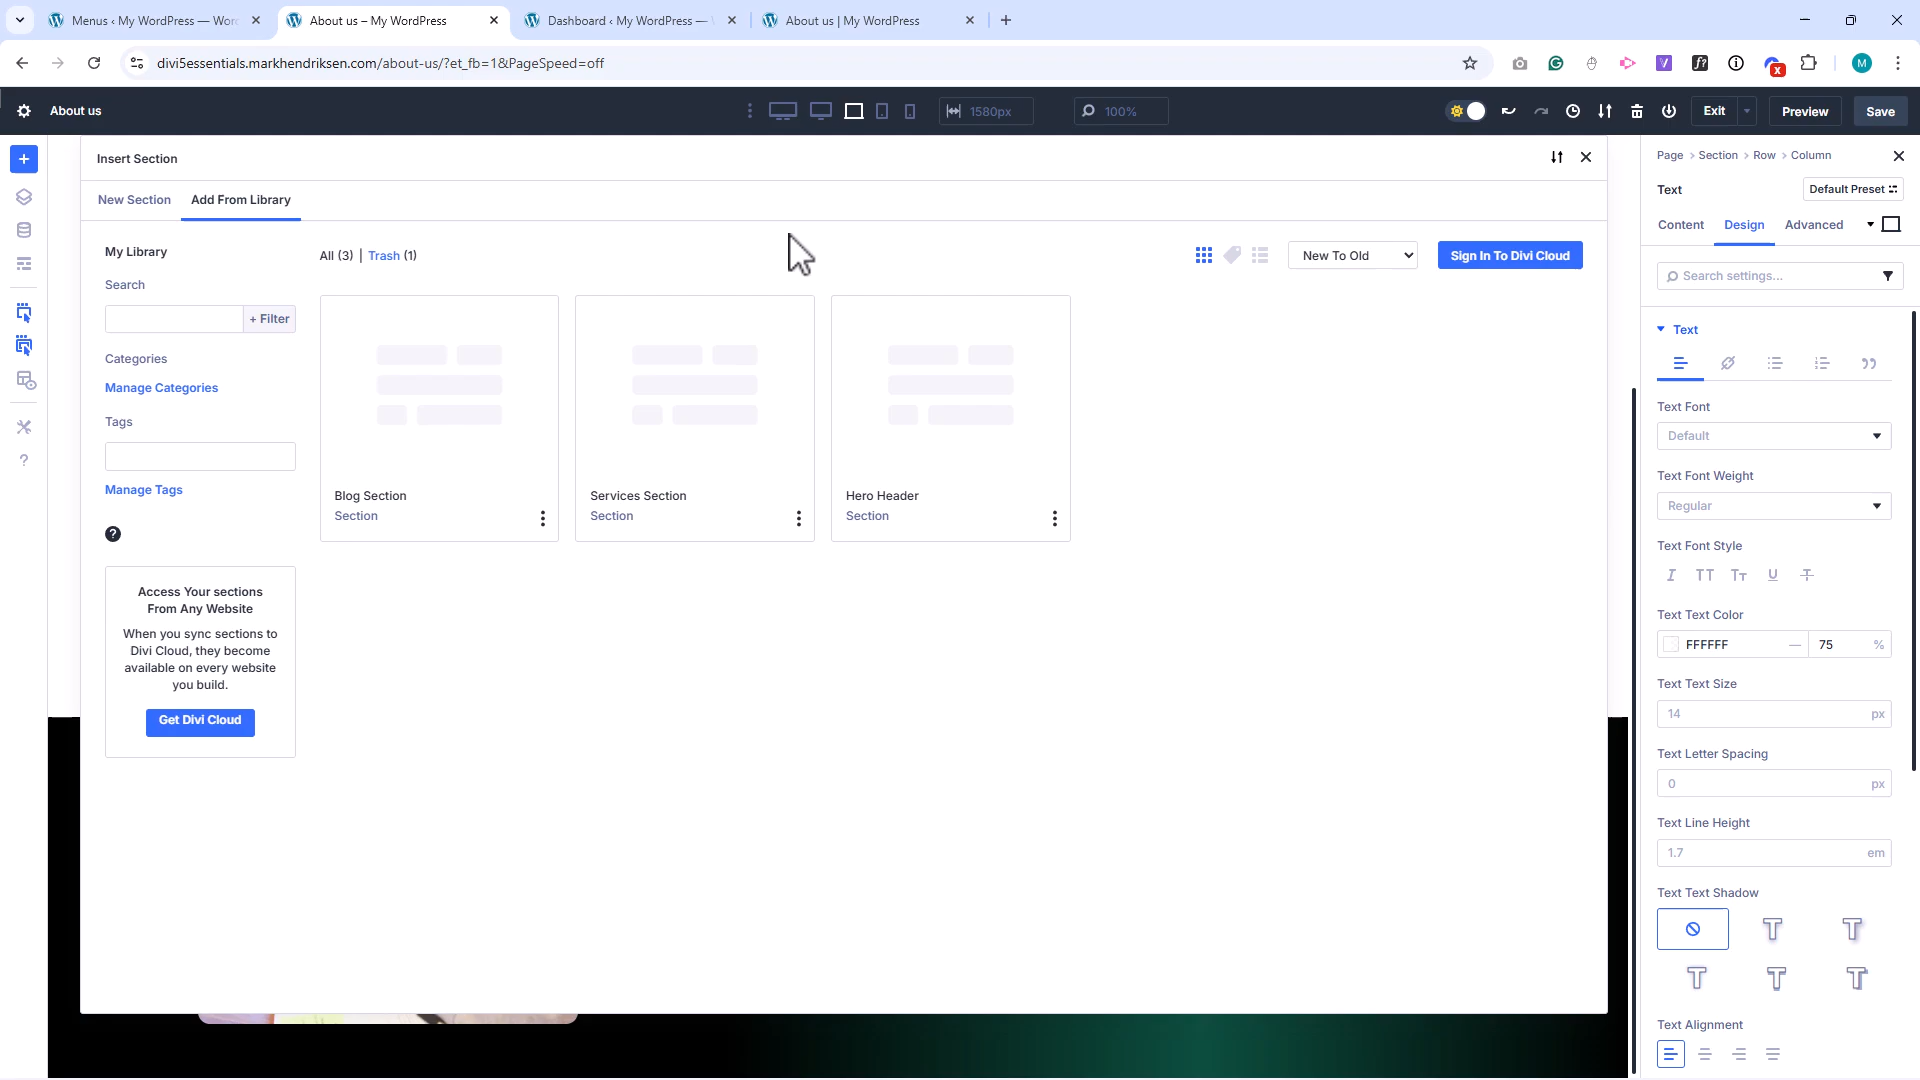 Menus ‹ My WordPress — Wor
About us – My WordPress
Dashboard ‹ My WordPress —
About us | My WordPress
divi5essentials.markhendriksen.com/about-us/?et_fb=1&PageSpeed=off
M
About us
1580px
100%
Exit
Preview
Save
Insert Section
New Section
Add From Library
My Library
Search
+ Filter
Categories
Manage Categories
Tags
Manage Tags
Access Your sections
From Any Website
When you sync sections to
Divi Cloud, they become
available on every website
you build.
Get Divi Cloud
All (3) | Trash (1)
New To Old
Sign In To Divi Cloud
Blog Section
Section
Services Section
Section
Hero Header
Section
Page > Section > Row > Column
Text
Default Preset
Content
Design
Advanced
Search settings...
Text
Text Font
Default
Text Font Weight
Regular
Text Font Style
I TT Tт U T
Text Text Color
FFFFFF
75 %
Text Text Size
14 px
Text Letter Spacing
0 px
Text Line Height
1.7 em
Text Text Shadow
T T
T T T
Text Alignment